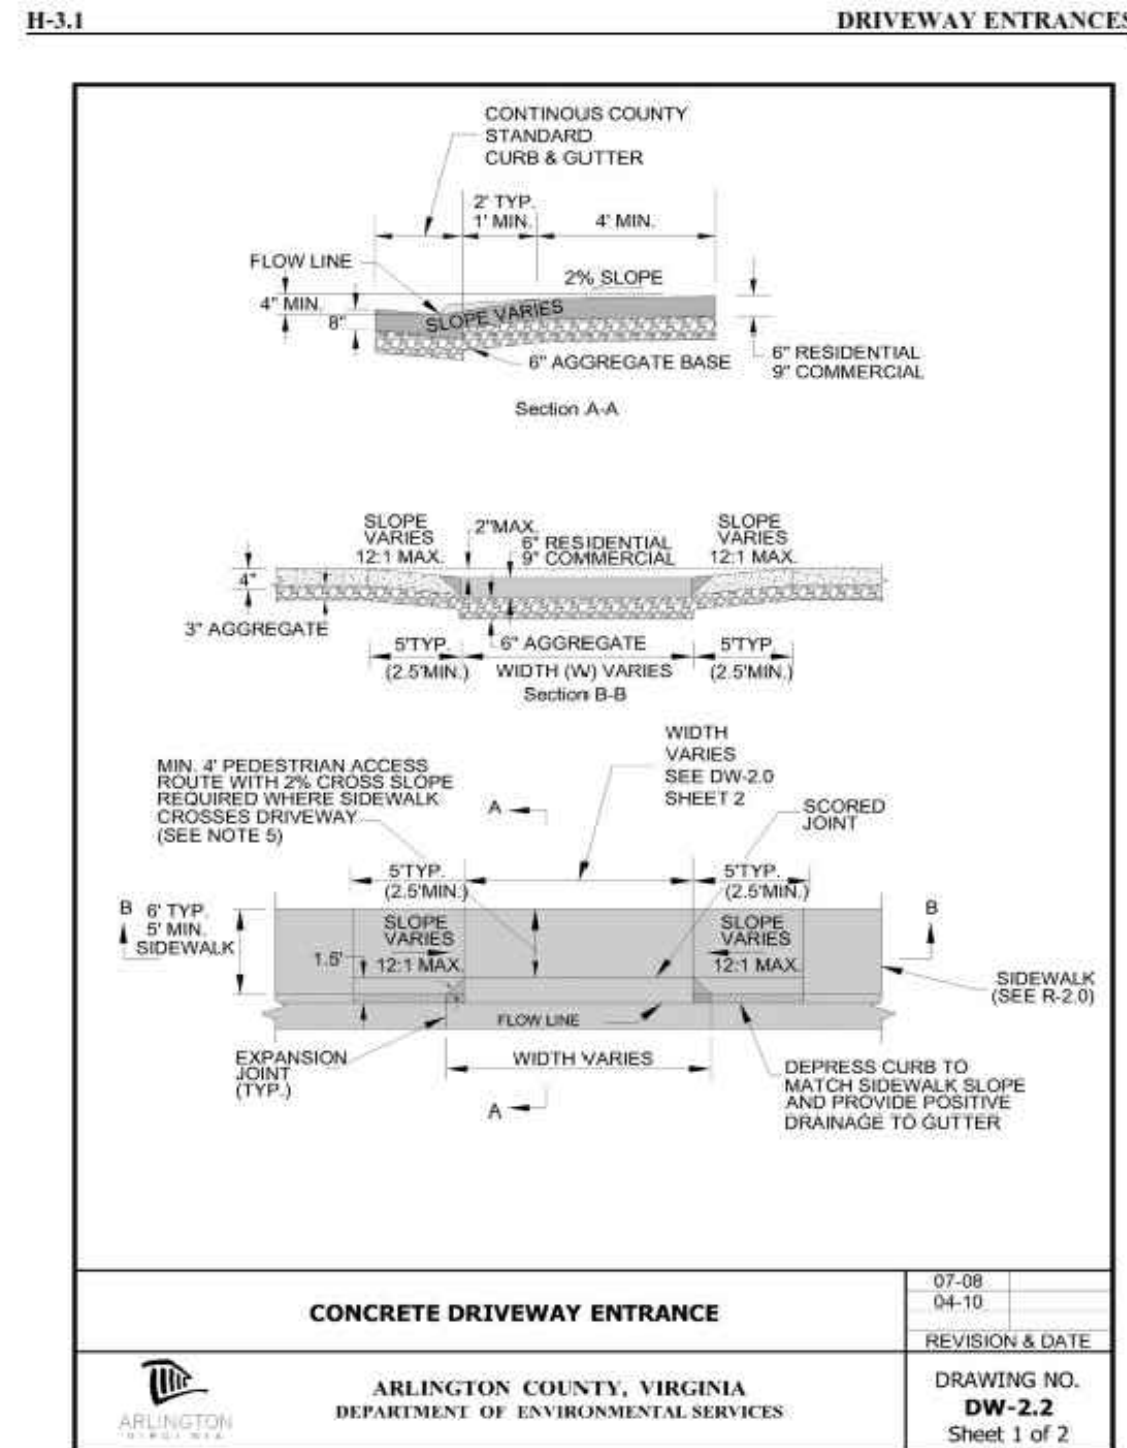 H-3.1
DRIVEWAY ENTRANCES
CONTINOUS COUNTY
STANDARD
CURB & GUTTER
2' TYP.
1' MIN.
4' MIN.
FLOW LINE
2% SLOPE
4" MIN.
8"
SLOPE VARIES
6" AGGREGATE BASE
6" RESIDENTIAL
9" COMMERCIAL
Section A-A
SLOPE
VARIES
12:1 MAX.
2"MAX.
6" RESIDENTIAL
9" COMMERCIAL
SLOPE
VARIES
12:1 MAX.
4"
3" AGGREGATE
5'TYP.
(2.5'MIN.)
6" AGGREGATE
WIDTH (W) VARIES
5'TYP.
(2.5'MIN.)
Section B-B
WIDTH
VARIES
SEE DW-2.0
SHEET 2
MIN. 4' PEDESTRIAN ACCESS
ROUTE WITH 2% CROSS SLOPE
REQUIRED WHERE SIDEWALK
CROSSES DRIVEWAY
(SEE NOTE 5)
A
SCORED
JOINT
5'TYP.
(2.5'MIN.)
5'TYP.
(2.5'MIN.)
B
6' TYP.
5' MIN.
SIDEWALK
SLOPE
VARIES
12:1 MAX.
SLOPE
VARIES
12:1 MAX.
B
1.5'
SIDEWALK
(SEE R-2.0)
FLOW LINE
EXPANSION
JOINT
(TYP.)
WIDTH VARIES
A
DEPRESS CURB TO
MATCH SIDEWALK SLOPE
AND PROVIDE POSITIVE
DRAINAGE TO GUTTER
CONCRETE DRIVEWAY ENTRANCE
07-08
04-10
REVISION & DATE
ARLINGTON
VIRGINIA
ARLINGTON COUNTY, VIRGINIA
DEPARTMENT OF ENVIRONMENTAL SERVICES
DRAWING NO.
DW-2.2
Sheet 1 of 2